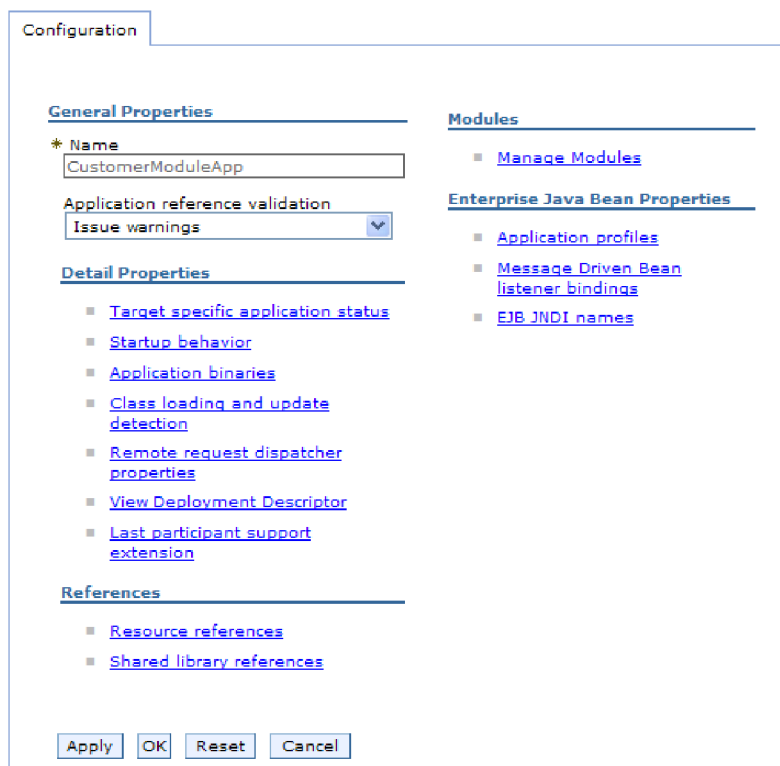 Configuration
General Properties
* Name
CustomerModuleApp
Application reference validation
Issue warnings
Detail Properties
Target specific application status
Startup behavior
Application binaries
Class loading and update
detection
Remote request dispatcher
properties
View Deployment Descriptor
Last participant support
extension
References
Resource references
Shared library references
Modules
Manage Modules
Enterprise Java Bean Properties
Application profiles
Message Driven Bean
listener bindings
EJB JNDI names
Apply OK Reset Cancel